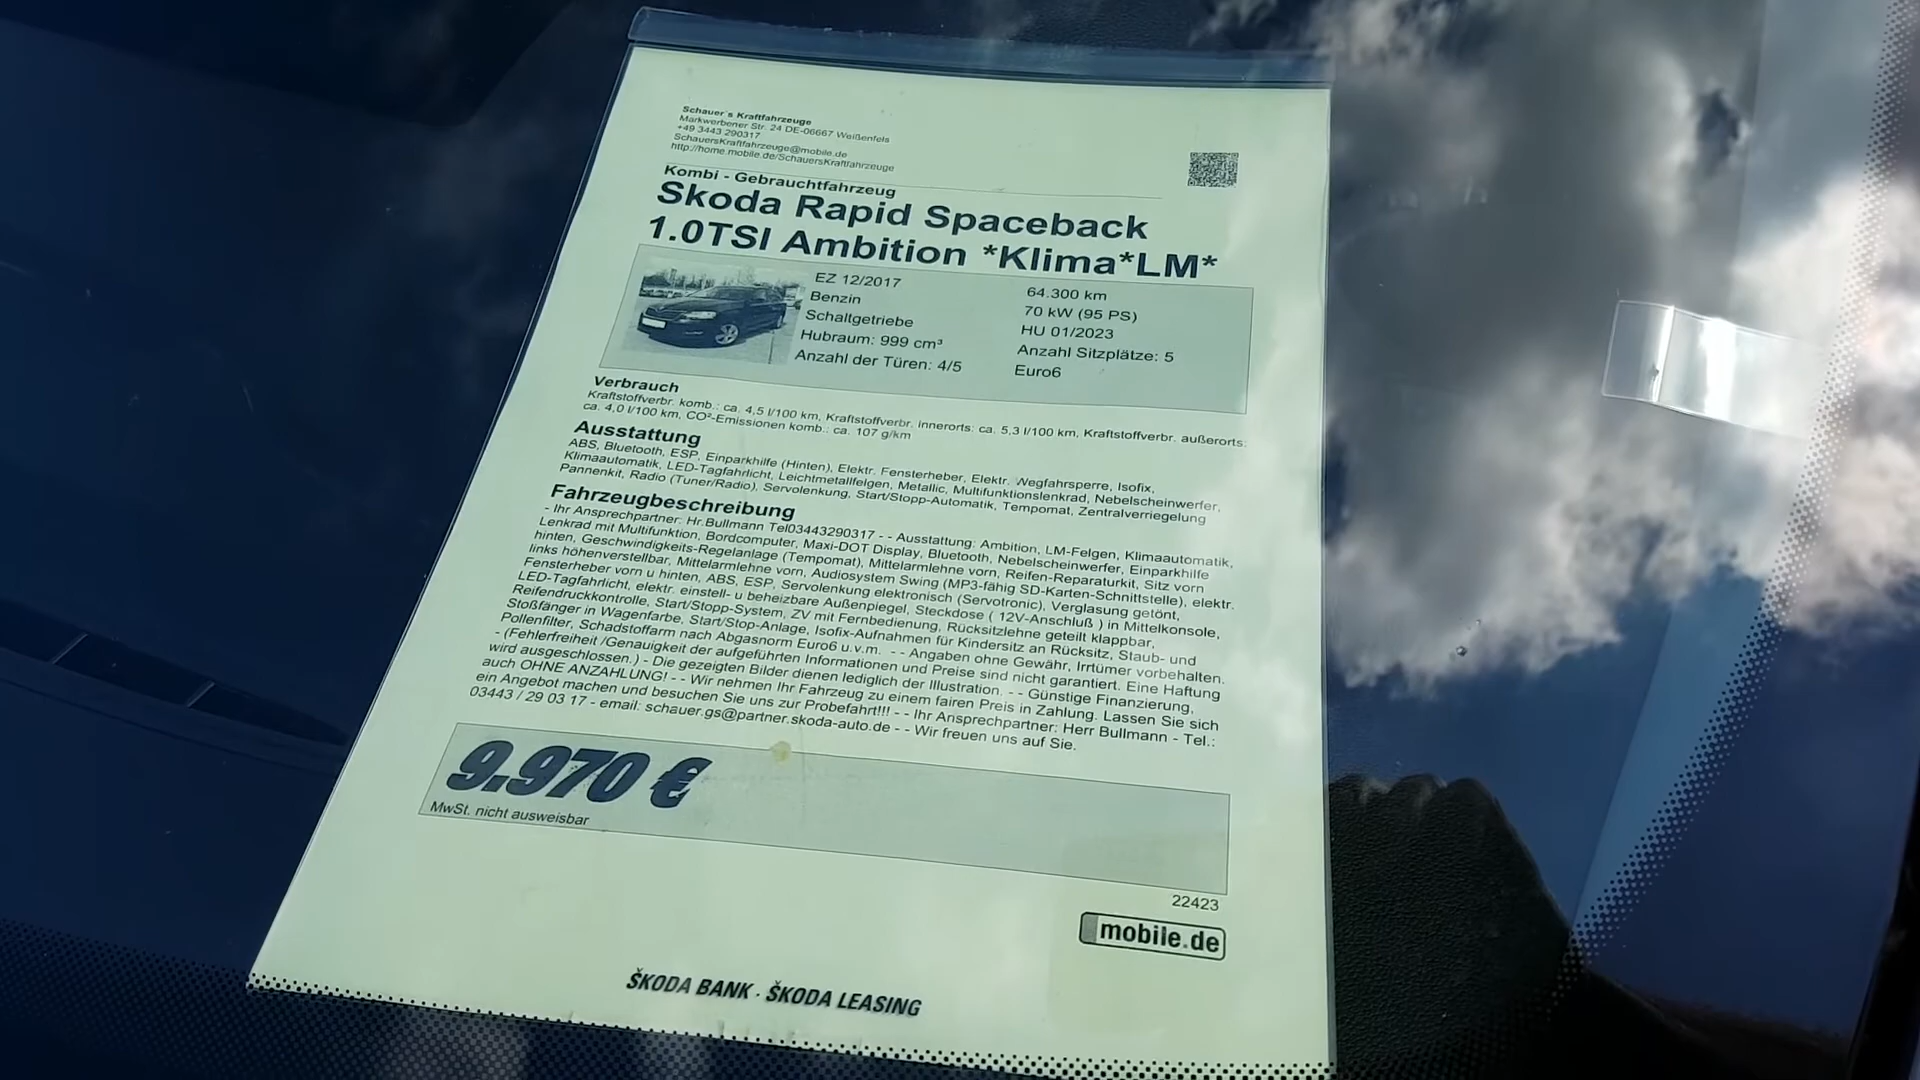 Schauer´s Kraftfahrzeuge
Markwerbener Str. 24 DE-06667 Weißenfels
+49 3443 290317
SchauersKraftfahrzeuge@mobile.de
http://home.mobile.de/SchauersKraftfahrzeuge
Kombi - Gebrauchtfahrzeug
Skoda Rapid Spaceback
1.0TSI Ambition *Klima*LM*
EZ 12/2017 64.300 km
Benzin 70 kW (95 PS)
Schaltgetriebe HU 01/2023
Hubraum: 999 cm³ Anzahl Sitzplätze: 5
Anzahl der Türen: 4/5 Euro6
Verbrauch
Kraftstoffverbr. komb.: ca. 4,5 l/100 km, Kraftstoffverbr. innerorts: ca. 5,3 l/100 km, Kraftstoffverbr. außerorts:
ca. 4,0 l/100 km, CO²-Emissionen komb.: ca. 107 g/km
Ausstattung
ABS, Bluetooth, ESP, Einparkhilfe (Hinten), Elektr. Fensterheber, Elektr. Wegfahrsperre, Isofix,
Klimaautomatik, LED-Tagfahrlicht, Leichtmetallfelgen, Metallic, Multifunktionslenkrad, Nebelscheinwerfer,
Pannenkit, Radio (Tuner/Radio), Servolenkung, Start/Stopp-Automatik, Tempomat, Zentralverriegelung
Fahrzeugbeschreibung
- Ihr Ansprechpartner: Hr.Bullmann Tel03443290317 - - Ausstattung: Ambition, LM-Felgen, Klimaautomatik,
Lenkrad mit Multifunktion, Bordcomputer, Maxi-DOT Display, Bluetooth, Nebelscheinwerfer, Einparkhilfe
hinten, Geschwindigkeits-Regelanlage (Tempomat), Mittelarmlehne vorn, Reifen-Reparaturkit, Sitz vorn
links höhenverstellbar, Mittelarmlehne vorn, Audiosystem Swing (MP3-fähig SD-Karten-Schnittstelle), elektr.
Fensterheber vorn u hinten, ABS, ESP, Servolenkung elektronisch (Servotronic), Verglasung getönt,
LED-Tagfahrlicht, elektr. einstell- u beheizbare Außenpiegel, Steckdose ( 12V-Anschluß ) in Mittelkonsole,
Reifendruckkontrolle, Start/Stopp-System, ZV mit Fernbedienung, Rücksitzlehne geteilt klappbar,
Stoßfänger in Wagenfarbe, Start/Stop-Anlage, Isofix-Aufnahmen für Kindersitz an Rücksitz, Staub- und
Pollenfilter, Schadstoffarm nach Abgasnorm Euro6 u.v.m. - - Angaben ohne Gewähr, Irrtümer vorbehalten.
- (Fehlerfreiheit /Genauigkeit der aufgeführten Informationen und Preise sind nicht garantiert. Eine Haftung
wird ausgeschlossen.) - Die gezeigten Bilder dienen lediglich der Illustration. - - Günstige Finanzierung,
auch OHNE ANZAHLUNG! - - Wir nehmen Ihr Fahrzeug zu einem fairen Preis in Zahlung. Lassen Sie sich
ein Angebot machen und besuchen Sie uns zur Probefahrt!!! - - Ihr Ansprechpartner: Herr Bullmann - Tel.:
03443 / 29 03 17 - email: schauer.gs@partner.skoda-auto.de - - Wir freuen uns auf Sie.
9.970 €
MwSt. nicht ausweisbar
22423
mobile.de
ŠKODA BANK · ŠKODA LEASING